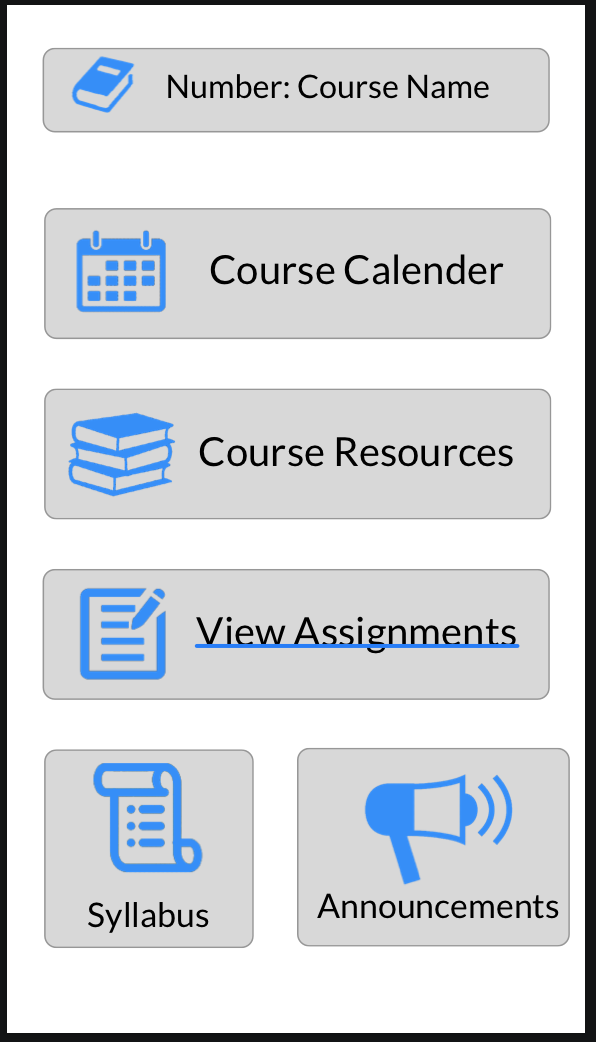 Number: Course Name
Course Calender
Course Resources
View Assignments
Syllabus
Announcements